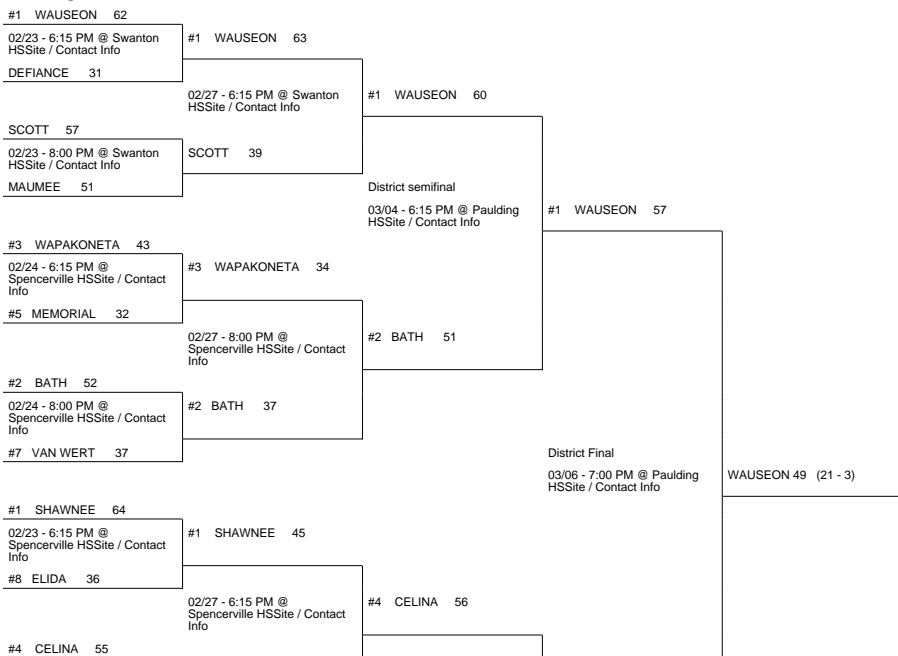 #1 WAUSEON 62
02/23 - 6:15 PM @ Swanton
HSSite / Contact Info
#1 WAUSEON 63
DEFIANCE 31
02/27 - 6:15 PM @ Swanton
HSSite / Contact Info
#1 WAUSEON 60
SCOTT 57
02/23 - 8:00 PM @ Swanton
HSSite / Contact Info
SCOTT 39
MAUMEE 51
District semifinal
03/04 - 6:15 PM @ Paulding
HSSite / Contact Info
#1 WAUSEON 57
#3 WAPAKONETA 43
02/24 - 6:15 PM @
Spencerville HSSite / Contact
Info
#3 WAPAKONETA 34
#5 MEMORIAL 32
02/27 - 8:00 PM @
Spencerville HSSite / Contact
Info
#2 BATH 51
#2 BATH 52
02/24 - 8:00 PM @
Spencerville HSSite / Contact
Info
#2 BATH 37
#7 VAN WERT 37
District Final
03/06 - 7:00 PM @ Paulding
HSSite / Contact Info
WAUSEON 49 (21 - 3)
#1 SHAWNEE 64
02/23 - 6:15 PM @
Spencerville HSSite / Contact
Info
#1 SHAWNEE 45
#8 ELIDA 36
02/27 - 6:15 PM @
Spencerville HSSite / Contact
Info
#4 CELINA 56
#4 CELINA 55